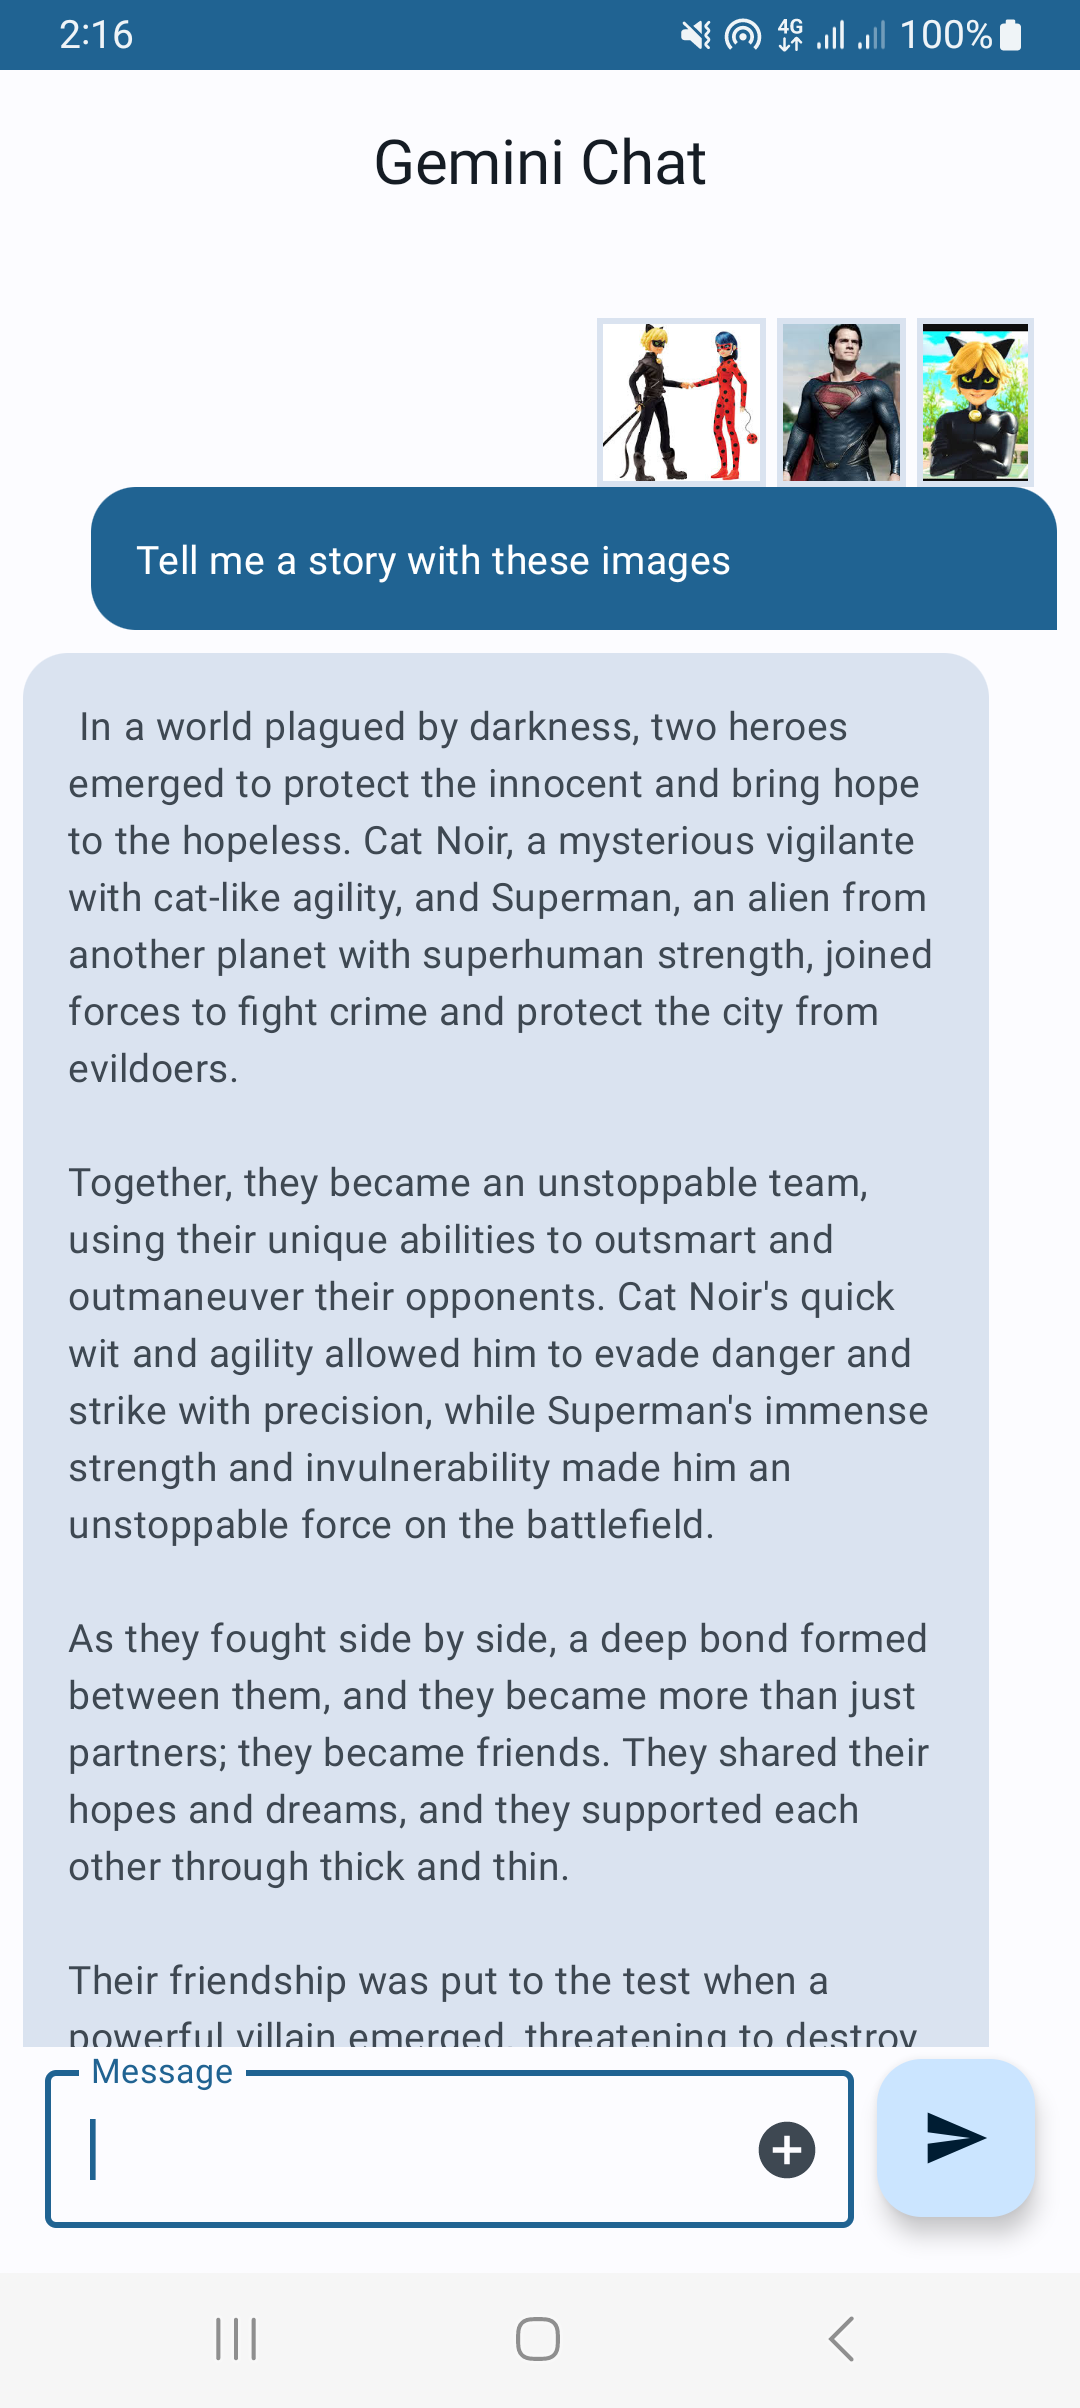 2:16
4G
100%
Gemini Chat
Tell me a story with these images
In a world plagued by darkness, two heroes
emerged to protect the innocent and bring hope
to the hopeless. Cat Noir, a mysterious vigilante
with cat-like agility, and Superman, an alien from
another planet with superhuman strength, joined
forces to fight crime and protect the city from
evildoers.
Together, they became an unstoppable team,
using their unique abilities to outsmart and
outmaneuver their opponents. Cat Noir's quick
wit and agility allowed him to evade danger and
strike with precision, while Superman's immense
strength and invulnerability made him an
unstoppable force on the battlefield.
As they fought side by side, a deep bond formed
between them, and they became more than just
partners; they became friends. They shared their
hopes and dreams, and they supported each
other through thick and thin.
Their friendship was put to the test when a
powerful villain emerged, threatening to destroy
Message